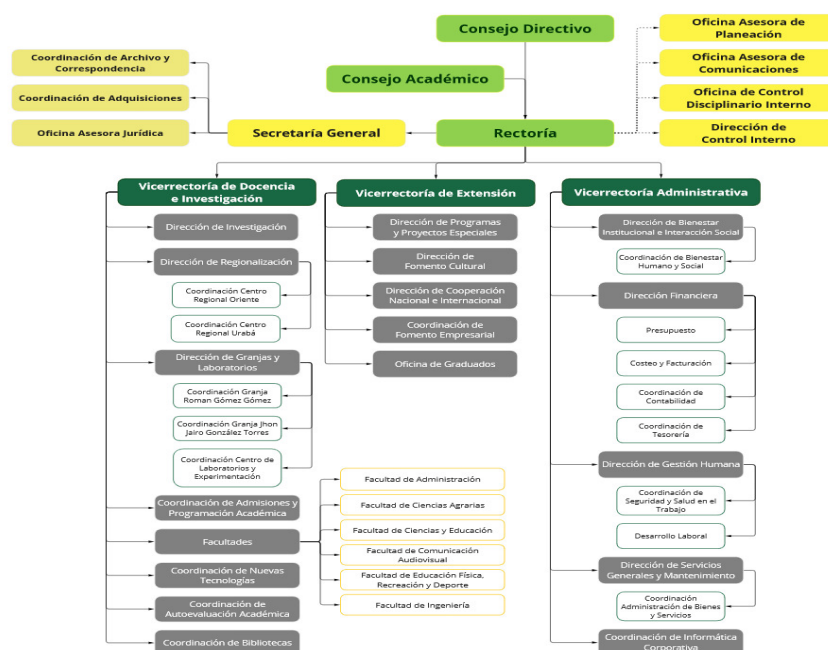 Consejo Directivo
Consejo Académico
Rectoría
Secretaría General
Coordinación de Archivo y
Correspondencia
Coordinación de Adquisiciones
Oficina Asesora Jurídica
Oficina Asesora de
Planeación
Oficina Asesora de
Comunicaciones
Oficina de Control
Disciplinario Interno
Dirección de
Control Interno
Vicerrectoría de Docencia
e Investigación
Dirección de Investigación
Dirección de Regionalización
Coordinación Centro
Regional Oriente
Coordinación Centro
Regional Urabá
Dirección de Granjas y
Laboratorios
Coordinación Granja
Roman Gómez Gómez
Coordinación Granja Jhon
Jairo González Torres
Coordinación Centro de
Laboratorios y
Experimentación
Coordinación de Admisiones y
Programación Académica
Facultades
Facultad de Administración
Facultad de Ciencias Agrarias
Facultad de Ciencias y Educación
Facultad de Comunicación
Audiovisual
Facultad de Educación Física,
Recreación y Deporte
Facultad de Ingeniería
Coordinación de Nuevas
Tecnologías
Coordinación de
Autoevaluación Académica
Coordinación de Bibliotecas
Vicerrectoría de Extensión
Dirección de Programas
y Proyectos Especiales
Dirección de
Fomento Cultural
Dirección de Cooperación
Nacional e Internacional
Coordinación de
Fomento Empresarial
Oficina de Graduados
Vicerrectoría Administrativa
Dirección de Bienestar
Institucional e Interacción Social
Coordinación de Bienestar
Humano y Social
Dirección Financiera
Presupuesto
Costeo y Facturación
Coordinación de
Contabilidad
Coordinación de
Tesorería
Dirección de Gestión Humana
Coordinación de
Seguridad y Salud en el
Trabajo
Desarrollo Laboral
Dirección de Servicios
Generales y Mantenimiento
Coordinación
Administración de Bienes
y Servicios
Coordinación de Informática
Corporativa